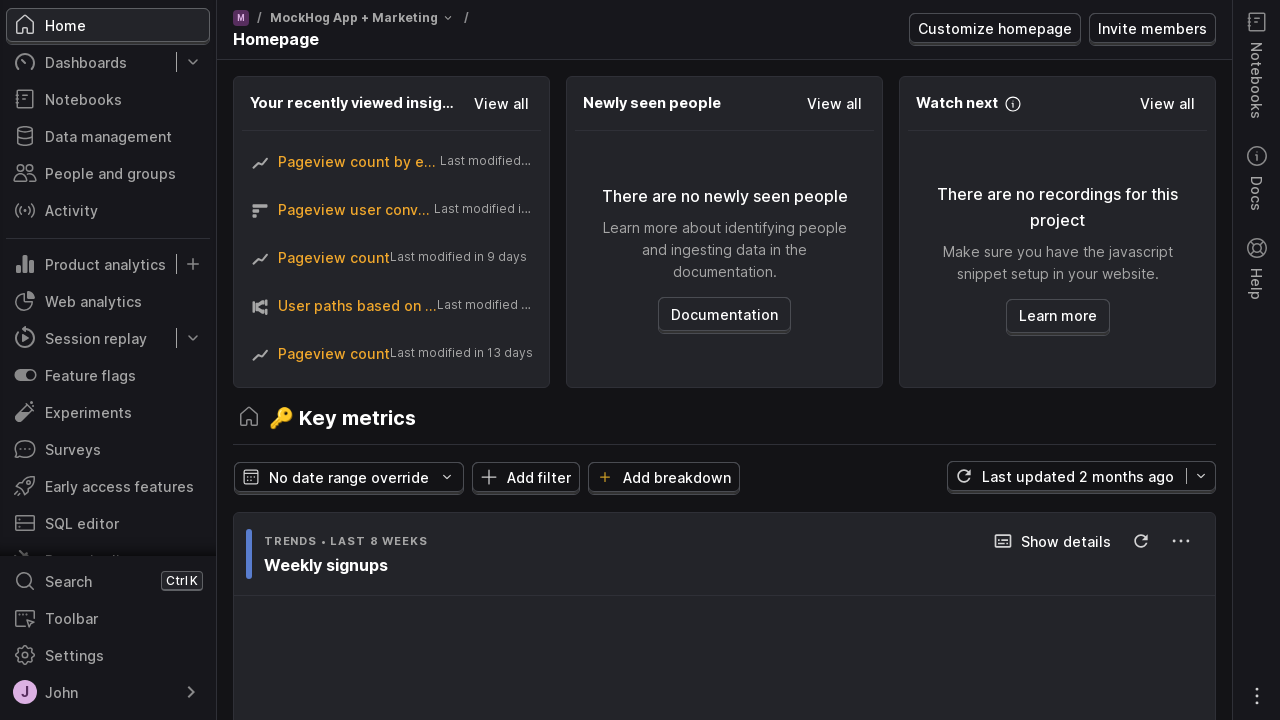 Home
Dashboards
Notebooks
Data management
People and groups
Activity
Product analytics
Web analytics
Session replay
Feature flags
Experiments
Surveys
Early access features
SQL editor
Search Ctrl K
Toolbar
Settings
J John
M / MockHog App + Marketing /
Homepage
Customize homepage
Invite members
Your recently viewed insig... View all
Pageview count by e... Last modified...
Pageview user conv... Last modified i...
Pageview count Last modified in 9 days
User paths based on ... Last modified ...
Pageview count Last modified in 13 days
Newly seen people View all
There are no newly seen people
Learn more about identifying people
and ingesting data in the
documentation.
Documentation
Watch next View all
There are no recordings for this
project
Make sure you have the javascript
snippet setup in your website.
Learn more
🔑 Key metrics
No date range override
Add filter
Add breakdown
Last updated 2 months ago
TRENDS • LAST 8 WEEKS
Weekly signups
Show details
Notebooks
Docs
Help